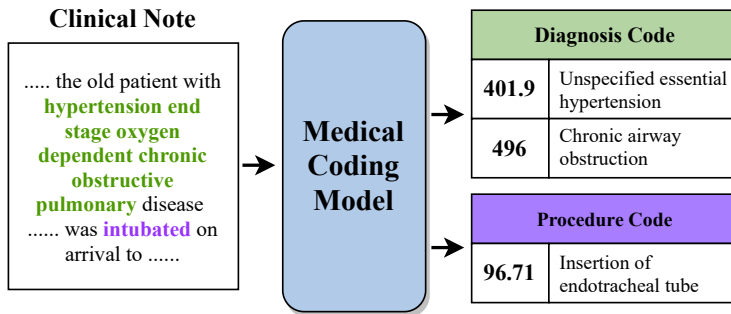 Clinical Note
..... the old patient with
hypertension end
stage oxygen
dependent chronic
obstructive
pulmonary disease
...... was intubated on
arrival to ......
Medical
Coding
Model
Diagnosis Code
401.9 Unspecified essential
hypertension
496 Chronic airway
obstruction
Procedure Code
96.71 Insertion of
endotracheal tube